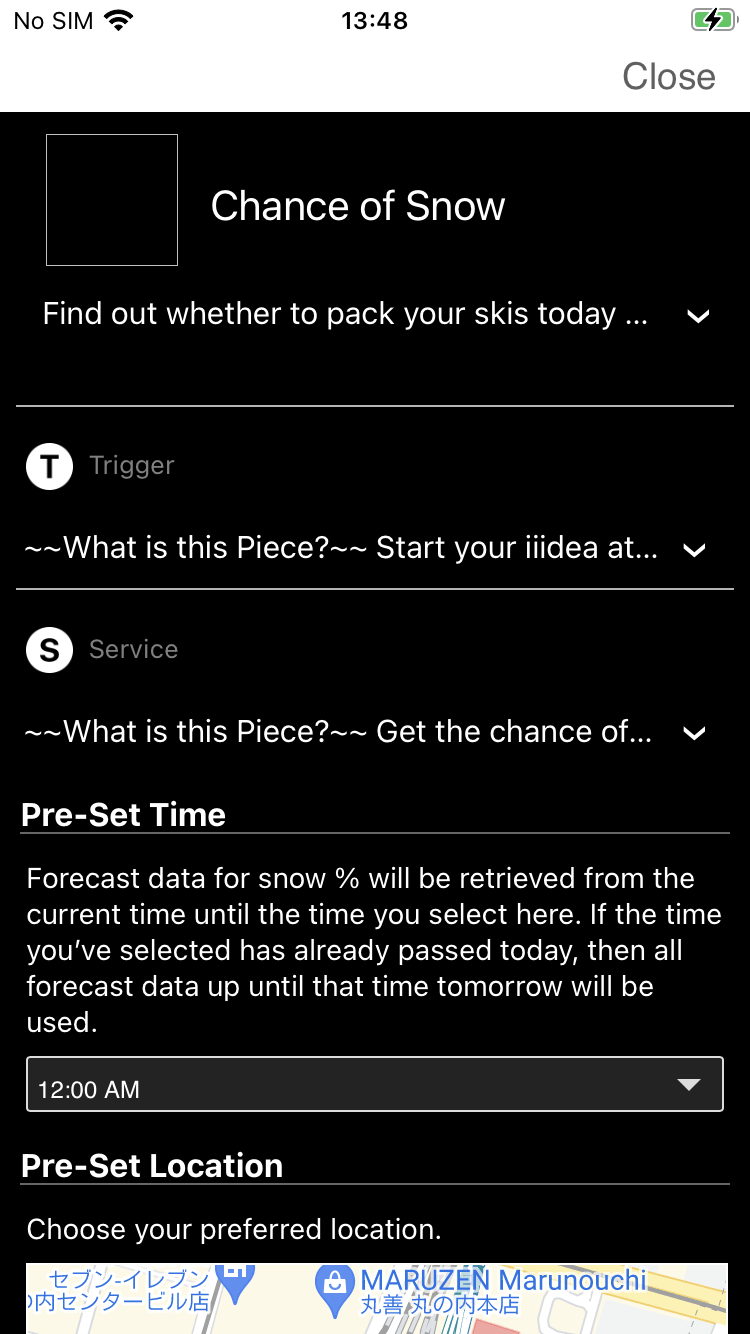 No SIM 13:48
Close
Chance of Snow
Find out whether to pack your skis today ...
T Trigger
~~What is this Piece?~~ Start your iiidea at...
S Service
~~What is this Piece?~~ Get the chance of...
Pre-Set Time
Forecast data for snow % will be retrieved from the
current time until the time you select here. If the time
you’ve selected has already passed today, then all
forecast data up until that time tomorrow will be
used.
12:00 AM
Pre-Set Location
Choose your preferred location.
セブン-イレブン
内センタービル店
MARUZEN Marunouchi
丸善 丸の内本店